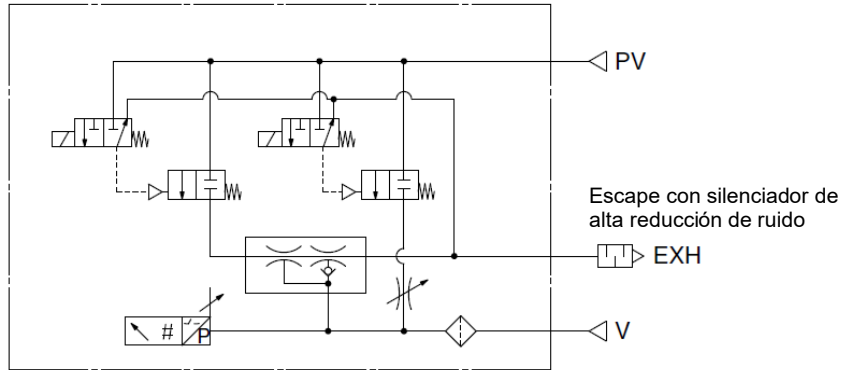 PV
Escape con silenciador de
alta reducción de ruido
EXH
# P
V